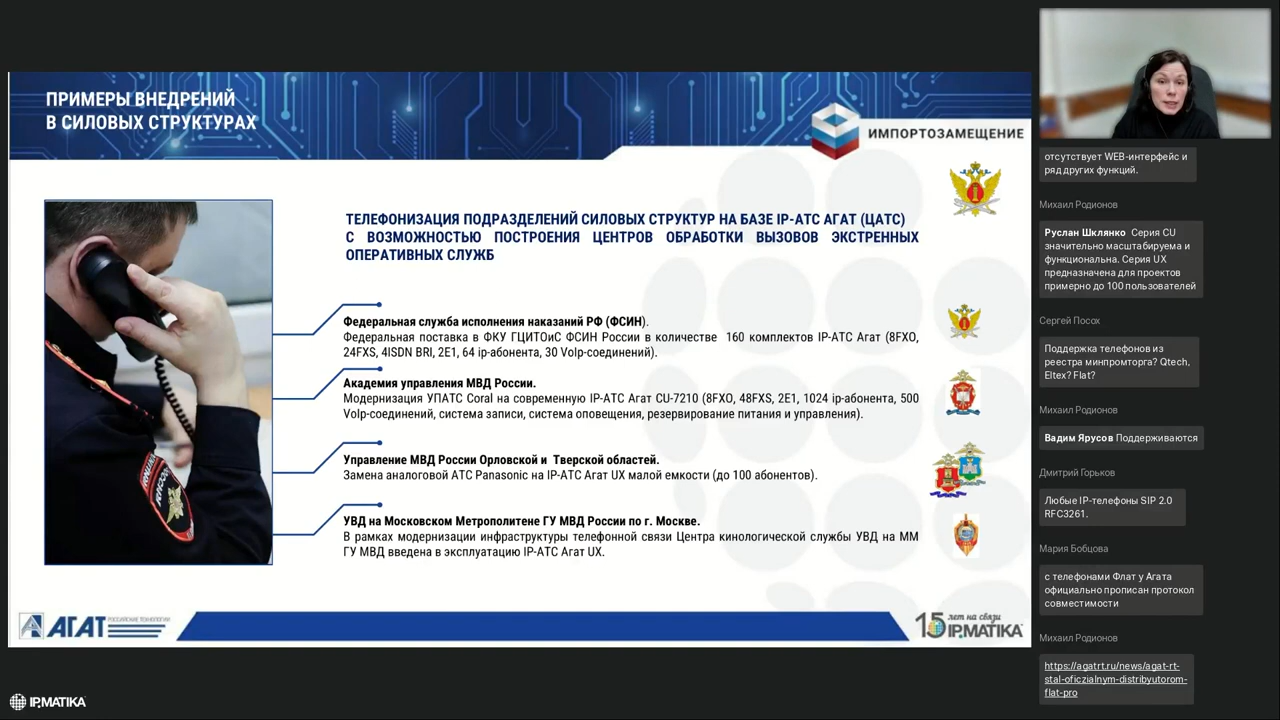 ПРИМЕРЫ ВНЕДРЕНИЙ
В СИЛОВЫХ СТРУКТУРАХ
ИМПОРТОЗАМЕЩЕНИЕ
ТЕЛЕФОНИЗАЦИЯ ПОДРАЗДЕЛЕНИЙ СИЛОВЫХ СТРУКТУР НА БАЗЕ IP-АТС АГАТ (ЦАТС)
С ВОЗМОЖНОСТЬЮ ПОСТРОЕНИЯ ЦЕНТРОВ ОБРАБОТКИ ВЫЗОВОВ ЭКСТРЕННЫХ
ОПЕРАТИВНЫХ СЛУЖБ
Федеральная служба исполнения наказаний РФ (ФСИН).
Федеральная поставка в ФКУ ГЦИТОиС ФСИН России в количестве 160 комплектов IP-АТС Агат (8FXO,
24FXS, 4ISDN BRI, 2E1, 64 ip-абонента, 30 VoIp-соединений).
Академия управления МВД России.
Модернизация УПАТС Coral на современную IP-АТС Агат CU-7210 (8FXO, 48FXS, 2E1, 1024 ip-абонента, 500
VoIp-соединений, система записи, система оповещения, резервирование питания и управления).
Управление МВД России Орловской и Тверской областей.
Замена аналоговой АТС Panasonic на IP-АТС Агат UX малой емкости (до 100 абонентов).
УВД на Московском Метрополитене ГУ МВД России по г. Москве.
В рамках модернизации инфраструктуры телефонной связи Центра кинологической службы УВД на ММ
ГУ МВД введена в эксплуатацию IP-АТС Агат UX.
АГАТ
РОССИЙСКИЕ ТЕХНОЛОГИИ
15 лет на связи
IPMATIKA
IPMATIKA
отсутствует WEB-интерфейс и
ряд других функций.
Михаил Родионов
Руслан Шклянко Серия CU
значительно масштабируема и
функциональна. Серия UX
предназначена для проектов
примерно до 100 пользователей
Сергей Посох
Поддержка телефонов из
реестра минпромторга? Qtech,
Eltex? Flat?
Михаил Родионов
Вадим Ярусов Поддерживаются
Дмитрий Горьков
Любые IP-телефоны SIP 2.0
RFC3261.
Мария Бобцова
с телефонами Флат у Агата
официально прописан протокол
совместимости
Михаил Родионов
https://agatrt.ru/news/agat-rt-
stal-oficzialnym-distribyutorom-
flat-pro